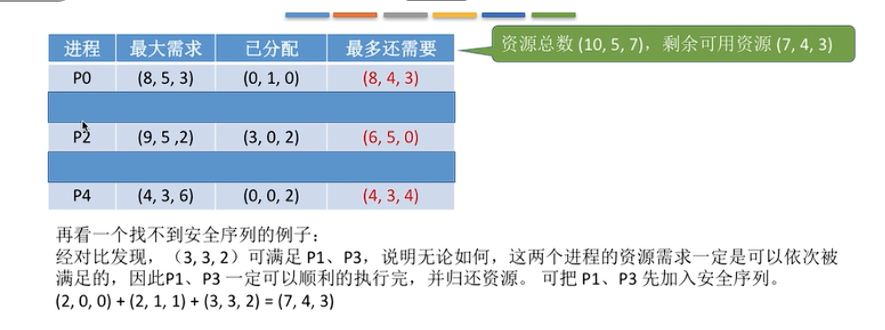 资源总数 (10, 5, 7)，剩余可用资源 (7, 4, 3)
进程 最大需求 已分配 最多还需要
P0 (8, 5, 3) (0, 1, 0) (8, 4, 3)
P2 (9, 5 ,2) (3, 0, 2) (6, 5, 0)
P4 (4, 3, 6) (0, 0, 2) (4, 3, 4)
再看一个找不到安全序列的例子：
经对比发现，（3, 3, 2）可满足 P1、P3，说明无论如何，这两个进程的资源需求一定是可以依次被
满足的，因此P1、P3 一定可以顺利的执行完，并归还资源。 可把 P1、P3 先加入安全序列。
(2, 0, 0) + (2, 1, 1) + (3, 3, 2) = (7, 4, 3)